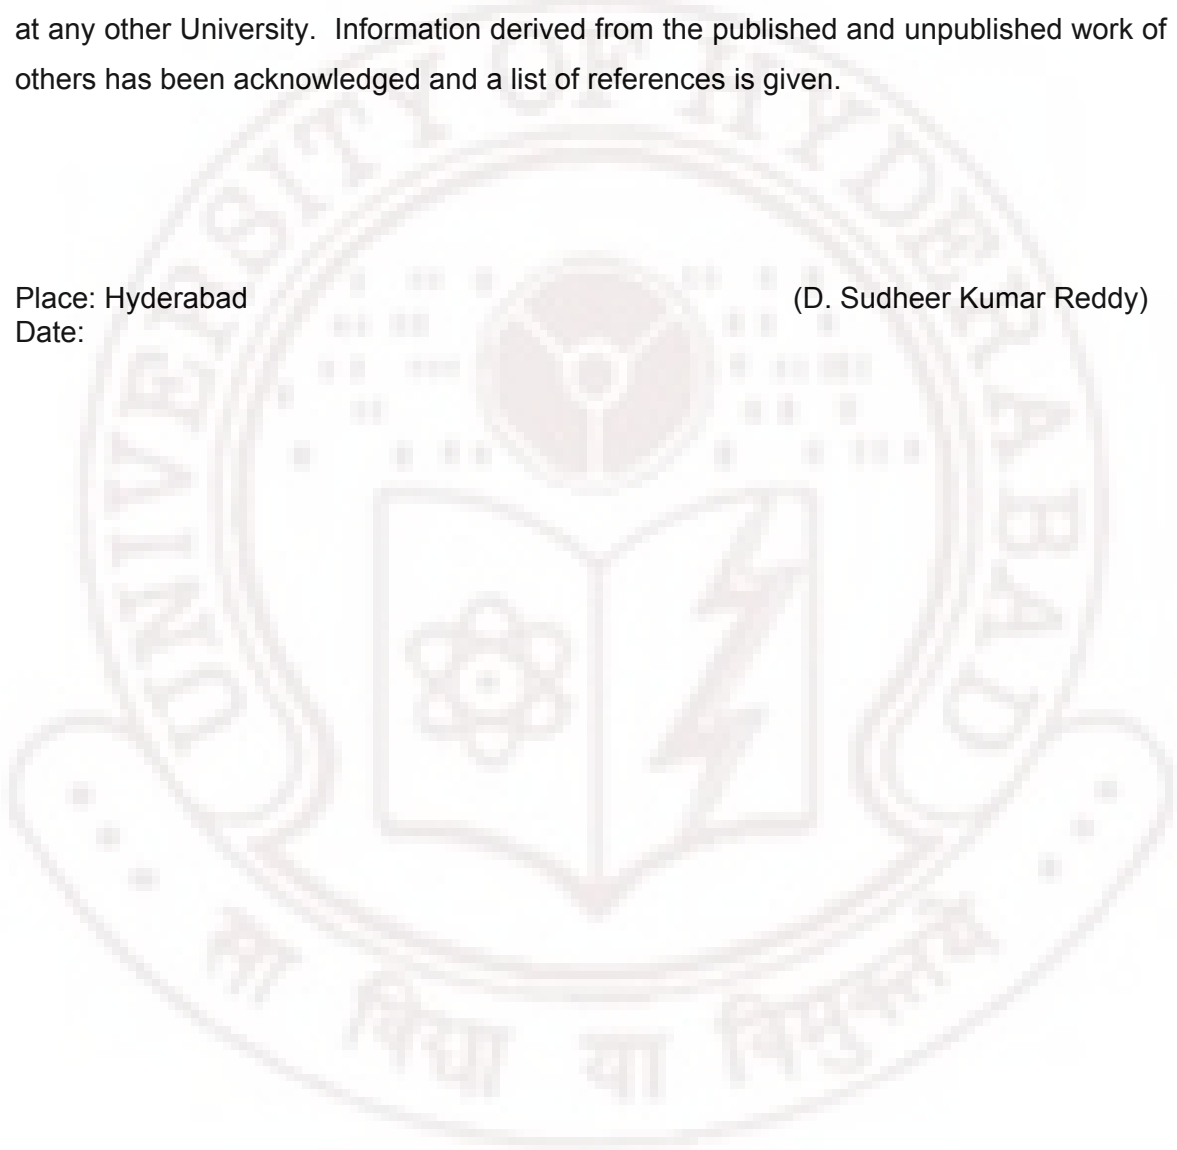 at any other University. Information derived from the published and unpublished work of
others has been acknowledged and a list of references is given.
Place: Hyderabad
(D. Sudheer Kumar Reddy)
Date:
UNIVERSITY OF HYDERABAD
सा विद्या या विमुक्तये